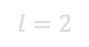 l = 2